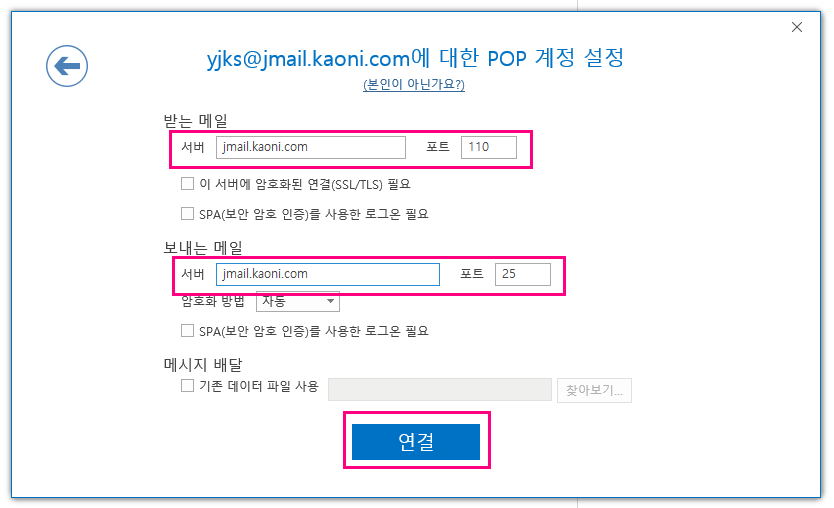 yjks@jmail.kaoni.com에 대한 POP 계정 설정
(본인이 아닌가요?)
받는 메일
서버 jmail.kaoni.com 포트 110
이 서버에 암호화된 연결(SSL/TLS) 필요
SPA(보안 암호 인증)를 사용한 로그온 필요
보내는 메일
서버 jmail.kaoni.com 포트 25
암호화 방법 자동
SPA(보안 암호 인증)를 사용한 로그온 필요
메시지 배달
기존 데이터 파일 사용 찾아보기...
연결